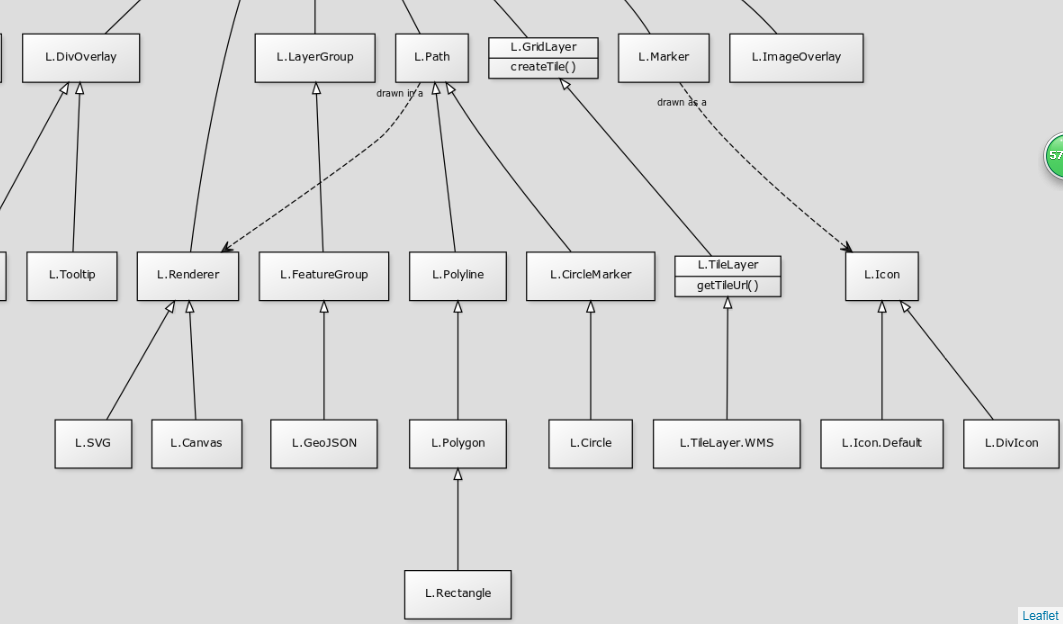 L.DivOverlay
L.LayerGroup
L.Path
L.GridLayer
createTile()
L.Marker
L.ImageOverlay
drawn in a
drawn as a
57
L.Tooltip
L.Renderer
L.FeatureGroup
L.Polyline
L.CircleMarker
L.TileLayer
getTileUrl()
L.Icon
L.SVG
L.Canvas
L.GeoJSON
L.Polygon
L.Circle
L.TileLayer.WMS
L.Icon.Default
L.DivIcon
L.Rectangle
Leaflet